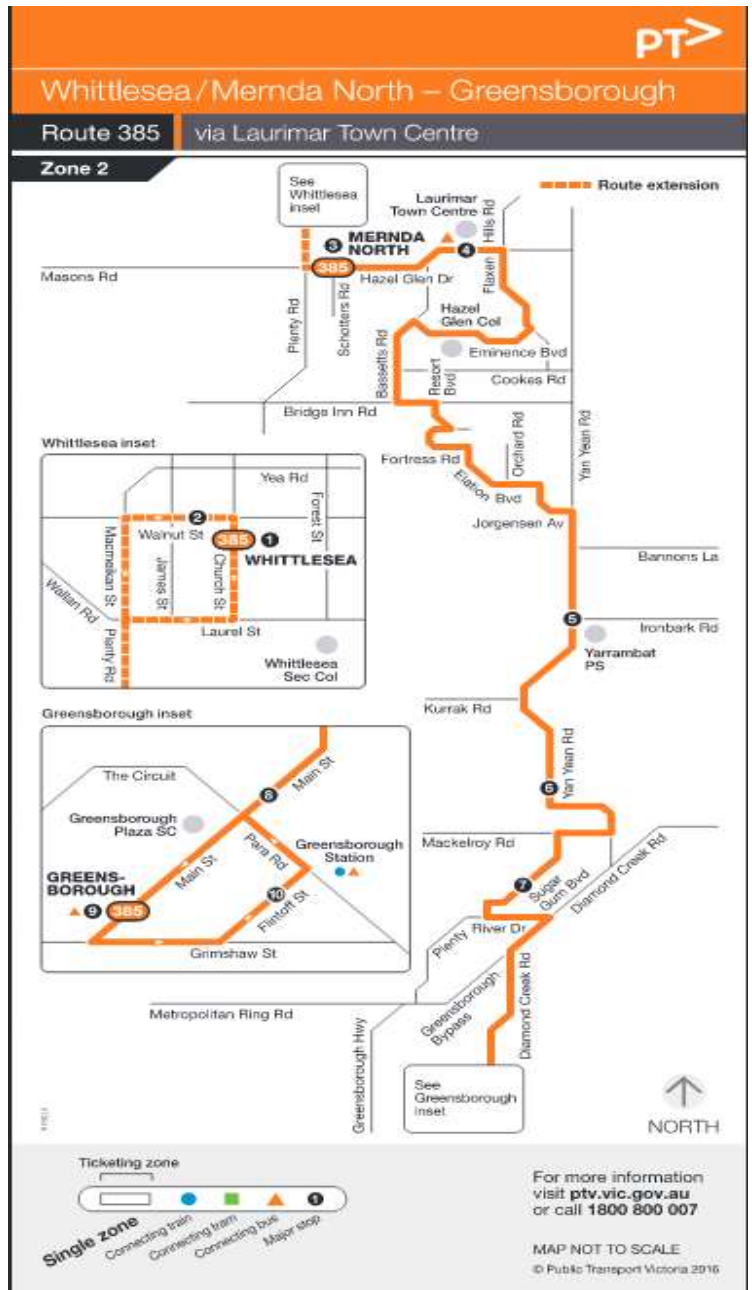 PT>
Whittlesea/Mernda North – Greensborough
Route 385
via Laurimar Town Centre
Zone 2
See
Whittlesea
inset
Laurimar
Town Centre
Route extension
3 MERNDA
NORTH
385
4
Flaxen Hills Rd
Masons Rd
Hazel Glen Dr
Plenty Rd
Schotters Rd
Hazel
Glen Col
Bassetts Rd
Resort
Bvd
Eminence Bvd
Cookes Rd
Bridge Inn Rd
Yan Yean Rd
Orchard Rd
Fortress Rd
Elation Bvd
Jorgensen Av
Bannons La
5
Ironbark Rd
Yarrambat
PS
Kurrak Rd
Yan Yean Rd
6
Mackelroy Rd
7
Sugar
Gum Bvd
Diamond Creek Rd
Plenty
River Dr
Metropolitan Ring Rd
Greensborough
Bypass
Diamond Creek Rd
Greensborough Hwy
See
Greensborough
inset
NORTH
Whittlesea inset
Yea Rd
2
Walnut St
Forest St
385
1
WHITTLESEA
Macmeikan St
James St
Church St
Wallan Rd
Laurel St
Plenty Rd
Whittlesea
Sec Col
Greensborough inset
Main St
The Circuit
8
Greensborough
Plaza SC
Para Rd
Greensborough
Station
Main St
GREENS-
BOROUGH
9
385
10
Flintoff St
Grimshaw St
Ticketing zone
1
Single zone
Connecting train
Connecting tram
Connecting bus
Major stop
For more information
visit ptv.vic.gov.au
or call 1800 800 007
MAP NOT TO SCALE
© Public Transport Victoria 2016